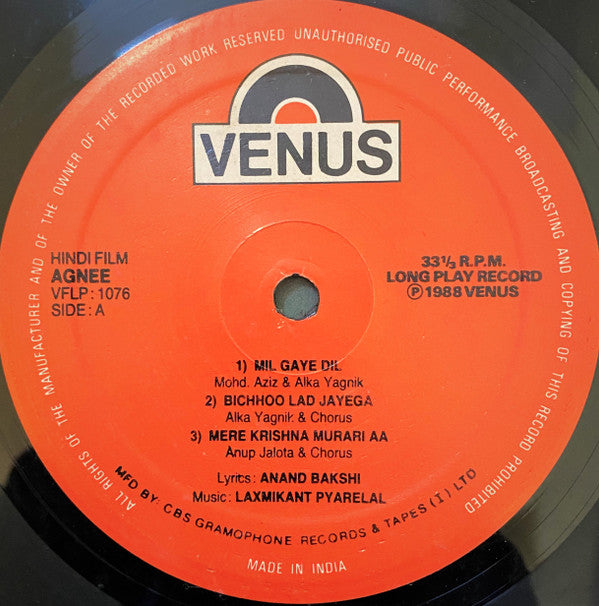 ALL RIGHTS OF THE MANUFACTURER AND OF THE OWNER OF THE RECORDED WORK RESERVED UNAUTHORISED PUBLIC PERFORMANCE BROADCASTING AND COPYING OF THIS RECORD PROHIBITED
VENUS
HINDI FILM
AGNEE
VFLP : 1076
SIDE : A
33 1/3 R.P.M.
LONG PLAY RECORD
Ⓟ 1988 VENUS
1) MIL GAYE DIL
Mohd. Aziz & Alka Yagnik
2) BICHHOO LAD JAYEGA
Alka Yagnik & Chorus
3) MERE KRISHNA MURARI AA
Anup Jalota & Chorus
Lyrics : ANAND BAKSHI
Music : LAXMIKANT PYARELAL
MFD BY: CBS GRAMOPHONE RECORDS & TAPES ( I ) LTD
MADE IN INDIA